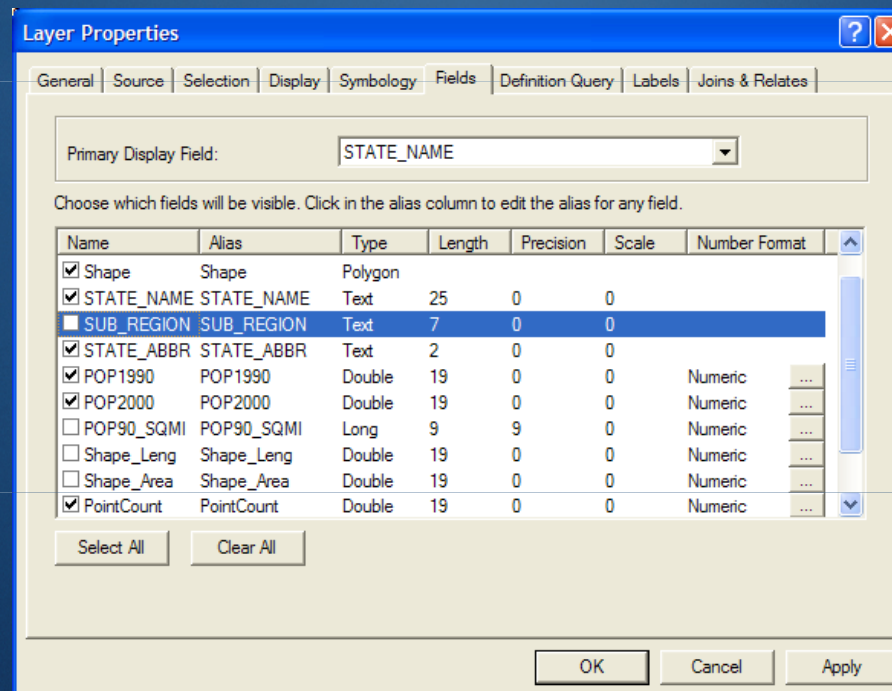 Layer Properties
General Source Selection Display Symbology Fields Definition Query Labels Joins & Relates
Primary Display Field: STATE_NAME
Choose which fields will be visible. Click in the alias column to edit the alias for any field.
Name Alias Type Length Precision Scale Number Format
Shape Shape Polygon
STATE_NAME STATE_NAME Text 25 0 0
SUB_REGION SUB_REGION Text 7 0 0
STATE_ABBR STATE_ABBR Text 2 0 0
POP1990 POP1990 Double 19 0 0 Numeric ...
POP2000 POP2000 Double 19 0 0 Numeric ...
POP90_SQMI POP90_SQMI Long 9 9 0 Numeric ...
Shape_Leng Shape_Leng Double 19 0 0 Numeric ...
Shape_Area Shape_Area Double 19 0 0 Numeric ...
PointCount PointCount Double 19 0 0 Numeric ...
Select All Clear All
OK Cancel Apply